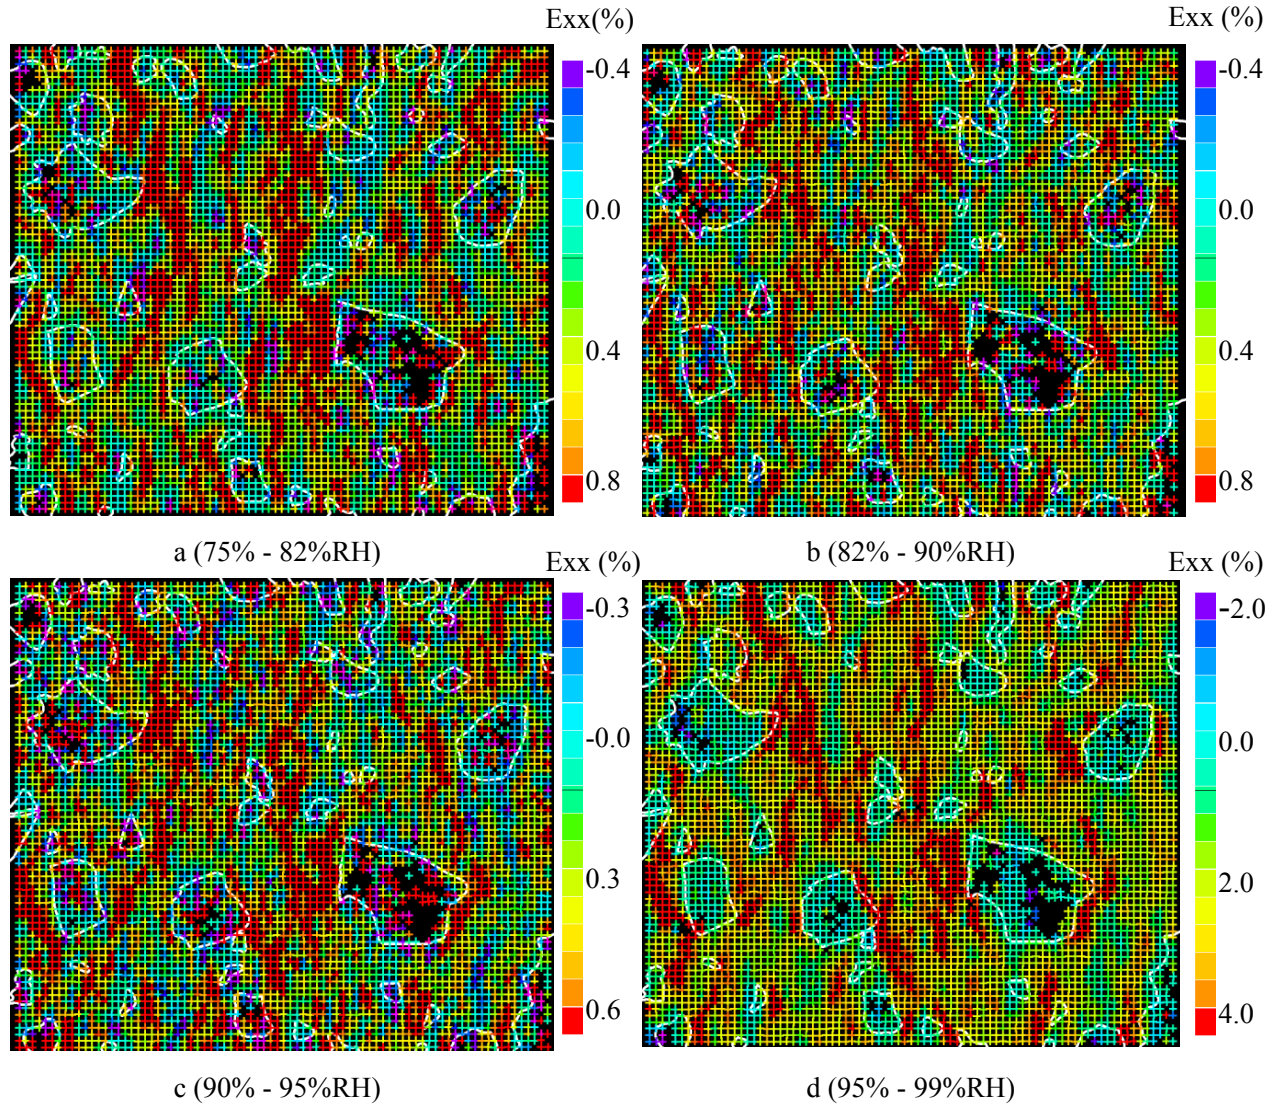 Exx(%)
-0.4
0.0
0.4
0.8
a (75% - 82%RH)
Exx (%)
-0.4
0.0
0.4
0.8
b (82% - 90%RH)
Exx (%)
-0.3
-0.0
0.3
0.6
c (90% - 95%RH)
Exx (%)
-2.0
0.0
2.0
4.0
d (95% - 99%RH)